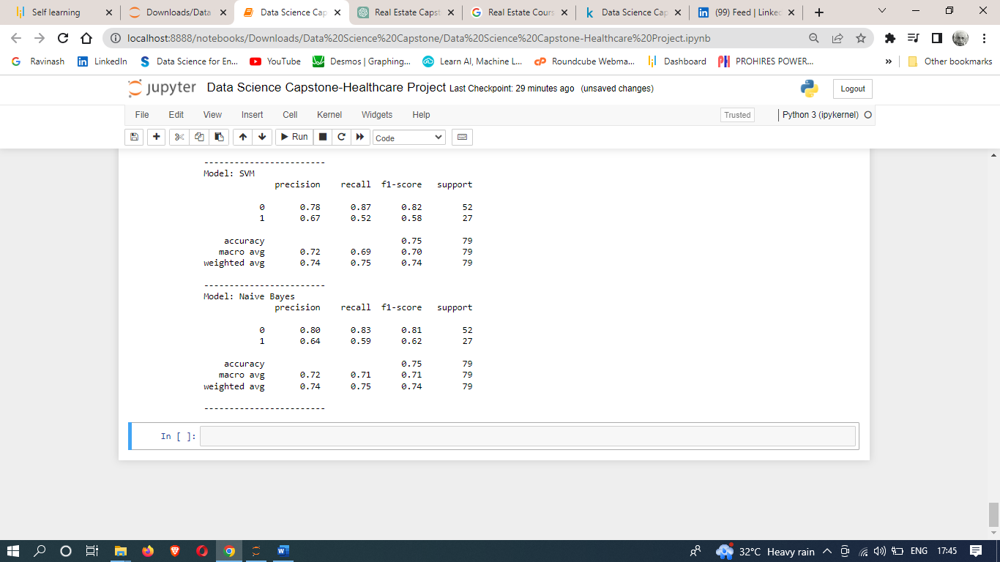 Self learning
Downloads/Data
Data Science Cap
Real Estate Capst
Real Estate Cours
Data Science Cap
(99) Feed | Linke
localhost:8888/notebooks/Downloads/Data%20Science%20Capstone/Data%20Science%20Capstone-Healthcare%20Project.ipynb
Ravinash LinkedIn Data Science for En... YouTube Desmos | Graphing... Learn AI, Machine L... Roundcube Webma... Dashboard PROHIRES POWER... » Other bookmarks
jupyter Data Science Capstone-Healthcare Project Last Checkpoint: 29 minutes ago (unsaved changes) Logout
File Edit View Insert Cell Kernel Widgets Help Trusted Python 3 (ipykernel)
Run Code
------------------------
Model: SVM
precision recall f1-score support
0 0.78 0.87 0.82 52
1 0.67 0.52 0.58 27
accuracy 0.75 79
macro avg 0.72 0.69 0.70 79
weighted avg 0.74 0.75 0.74 79
------------------------
Model: Naive Bayes
precision recall f1-score support
0 0.80 0.83 0.81 52
1 0.64 0.59 0.62 27
accuracy 0.75 79
macro avg 0.72 0.71 0.71 79
weighted avg 0.74 0.75 0.74 79
------------------------
In [ ]:
32°C Heavy rain ENG 17:45